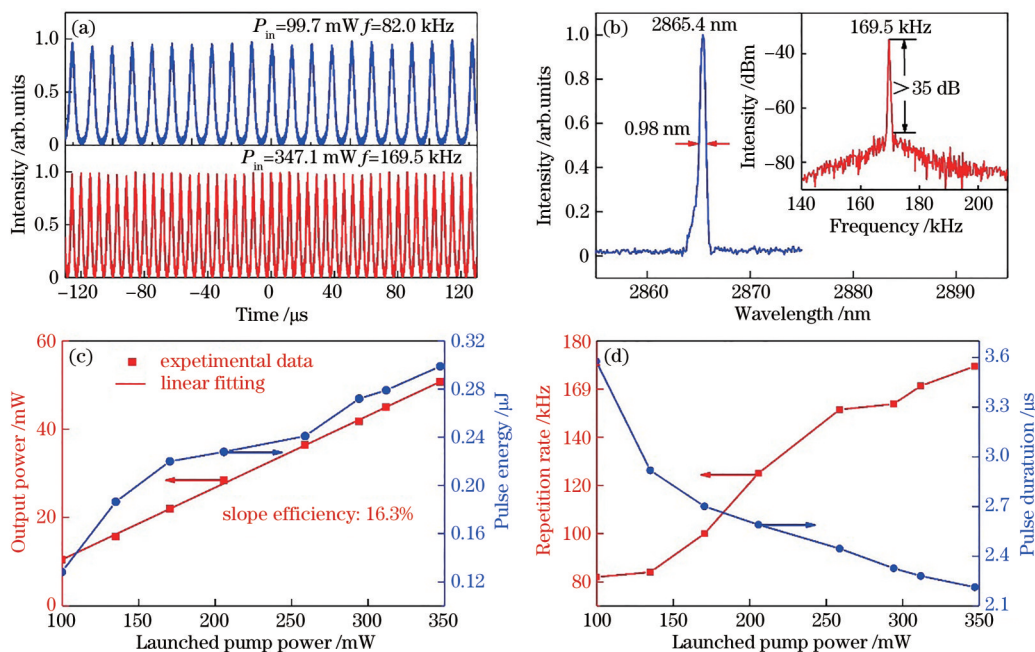 (a)
P_in=99.7 mW f=82.0 kHz
1.0
0.5
0
P_in=347.1 mW f=169.5 kHz
1.0
0.5
0
Intensity /arb.units
−120 −80 −40 0 40 80 120
Time /μs
(b)
2865.4 nm
0.98 nm
1.0
0.8
0.6
0.4
0.2
0
Intensity /arb.units
2860 2870 2880 2890
Wavelength /nm
169.5 kHz
>35 dB
−40
−60
−80
Intensity /dBm
140 160 180 200
Frequency /kHz
(c)
expetimental data
linear fitting
slope efficiency: 16.3%
60
40
20
0
Output power /mW
0.32
0.28
0.24
0.20
0.16
0.12
Pulse energy /μJ
100 150 200 250 300 350
Launched pump power /mW
(d)
180
169
140
120
100
80
Repetition rate /kHz
3.6
3.3
3.0
2.7
2.4
2.1
Pulse duratuion /μs
100 150 200 250 300 350
Launched pump power /mW